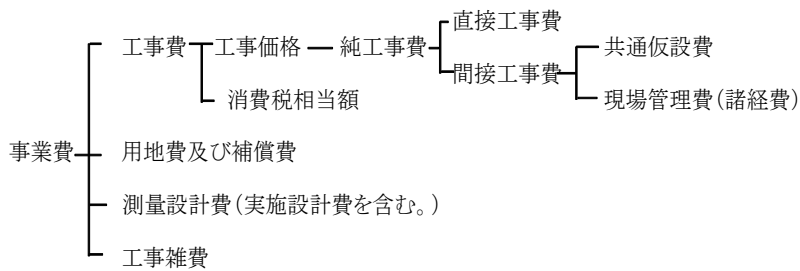 工事費 工事価格 純工事費 直接工事費
間接工事費 共通仮設費
現場管理費(諸経費)
消費税相当額
事業費 用地費及び補償費
測量設計費(実施設計費を含む。)
工事雑費